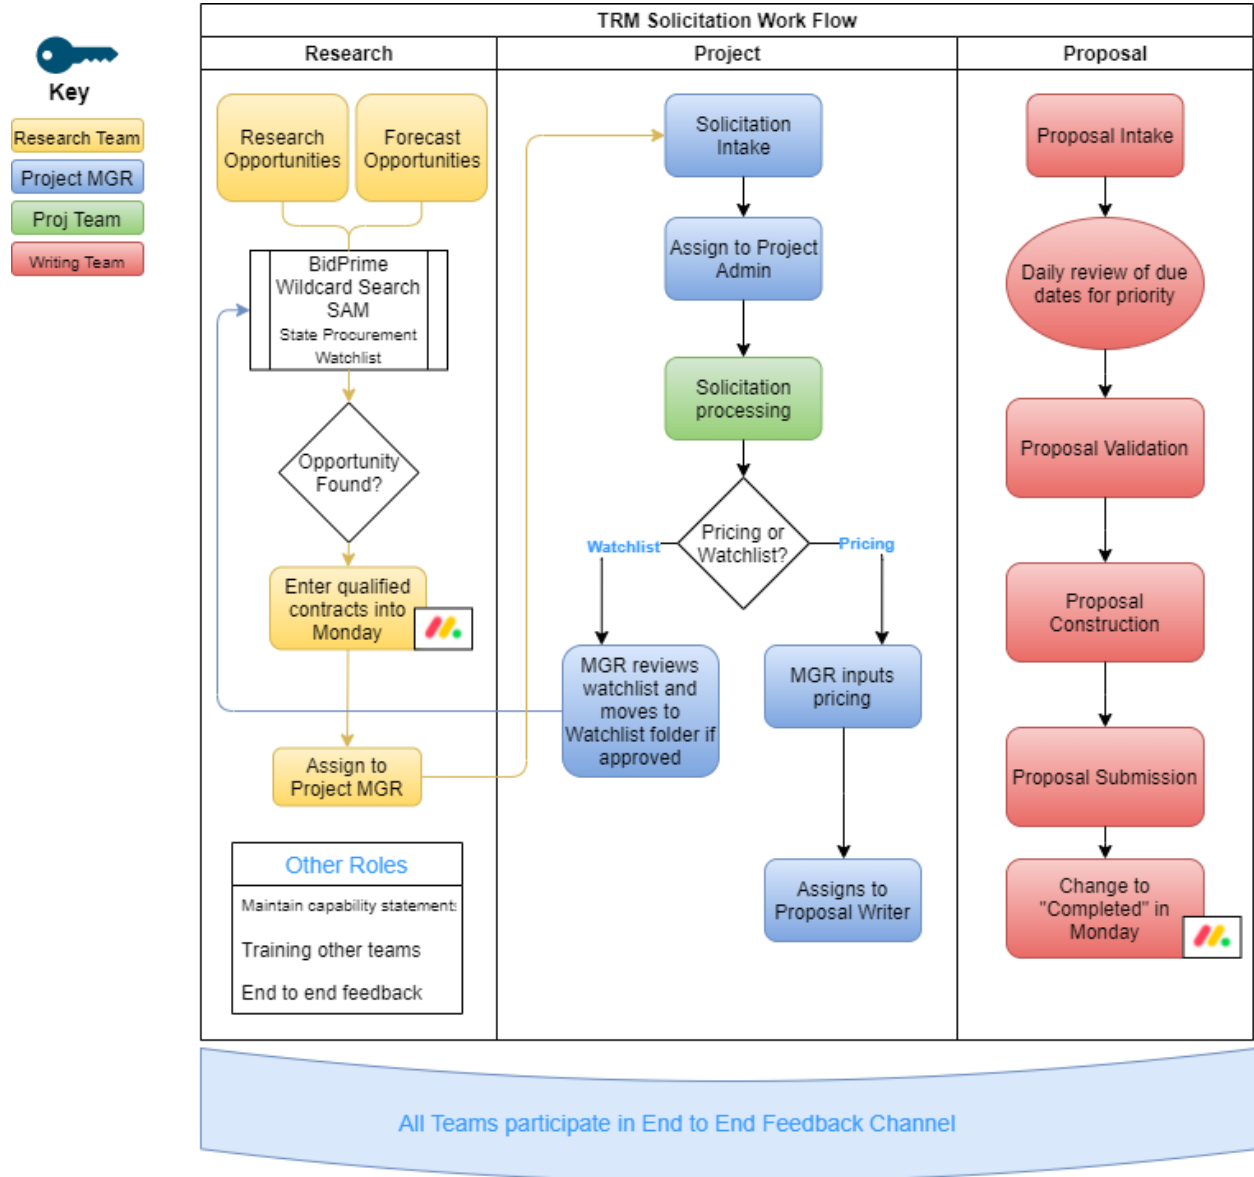 TRM Solicitation Work Flow
Research
Project
Proposal
Key
Research Team
Project MGR
Proj Team
Writing Team
Research
Opportunities
Forecast
Opportunities
BidPrime
Wildcard Search
SAM
State Procurement
Watchlist
Opportunity
Found?
Enter qualified
contracts into
Monday
Assign to
Project MGR
Other Roles
Maintain capability statements
Training other teams
End to end feedback
Solicitation
Intake
Assign to Project
Admin
Solicitation
processing
Pricing or
Watchlist?
Watchlist
Pricing
MGR reviews
watchlist and
moves to
Watchlist folder if
approved
MGR inputs
pricing
Assigns to
Proposal Writer
Proposal Intake
Daily review of due
dates for priority
Proposal Validation
Proposal
Construction
Proposal Submission
Change to
"Completed" in
Monday
All Teams participate in End to End Feedback Channel